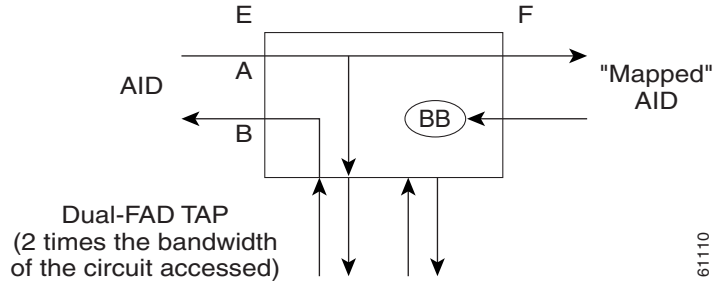 E
F
A
AID
B
BB
"Mapped"
AID
Dual-FAD TAP
(2 times the bandwidth
of the circuit accessed)
61110